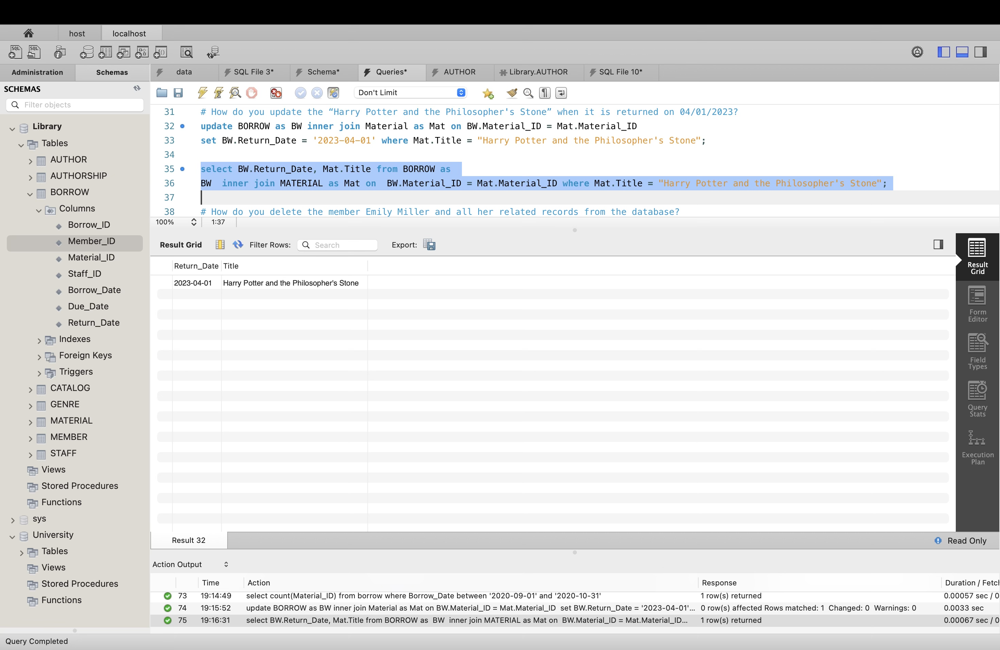 host
localhost
Administration
Schemas
data
SQL File 3*
Schema*
Queries*
AUTHOR
Library.AUTHOR
SQL File 10*
SCHEMAS
Filter objects
Library
Tables
AUTHOR
AUTHORSHIP
BORROW
Columns
Borrow_ID
Member_ID
Material_ID
Staff_ID
Borrow_Date
Due_Date
Return_Date
Indexes
Foreign Keys
Triggers
CATALOG
GENRE
MATERIAL
MEMBER
STAFF
Views
Stored Procedures
Functions
sys
University
Tables
Views
Stored Procedures
Functions
Don't Limit
31 # How do you update the “Harry Potter and the Philosopher's Stone” when it is returned on 04/01/2023?
32 update BORROW as BW inner join Material as Mat on BW.Material_ID = Mat.Material_ID
33 set BW.Return_Date = '2023-04-01' where Mat.Title = "Harry Potter and the Philosopher's Stone";
34
35 select BW.Return_Date, Mat.Title from BORROW as
36 BW  inner join MATERIAL as Mat on  BW.Material_ID = Mat.Material_ID where Mat.Title = "Harry Potter and the Philosopher's Stone";
37
38 # How do you delete the member Emily Miller and all her related records from the database?
100% 1:37
Result Grid Filter Rows: Search Export:
Return_Date Title
2023-04-01 Harry Potter and the Philosopher's Stone
Result
Grid
Form
Editor
Field
Types
Query
Stats
Execution
Plan
Result 32
Read Only
Action Output
Time Action Response Duration / Fetch
73 19:14:49 select count(Material_ID) from borrow where Borrow_Date between '2020-09-01' and '2020-10-31' 1 row(s) returned 0.00057 sec / 0
74 19:15:52 update BORROW as BW inner join Material as Mat on BW.Material_ID = Mat.Material_ID  set BW.Return_Date = '2023-04-01'... 0 row(s) affected Rows matched: 1  Changed: 0  Warnings: 0 0.0033 sec
75 19:16:31 select BW.Return_Date, Mat.Title from BORROW as  BW  inner join MATERIAL as Mat on  BW.Material_ID = Mat.Material_ID... 1 row(s) returned 0.00067 sec / 0
Query Completed